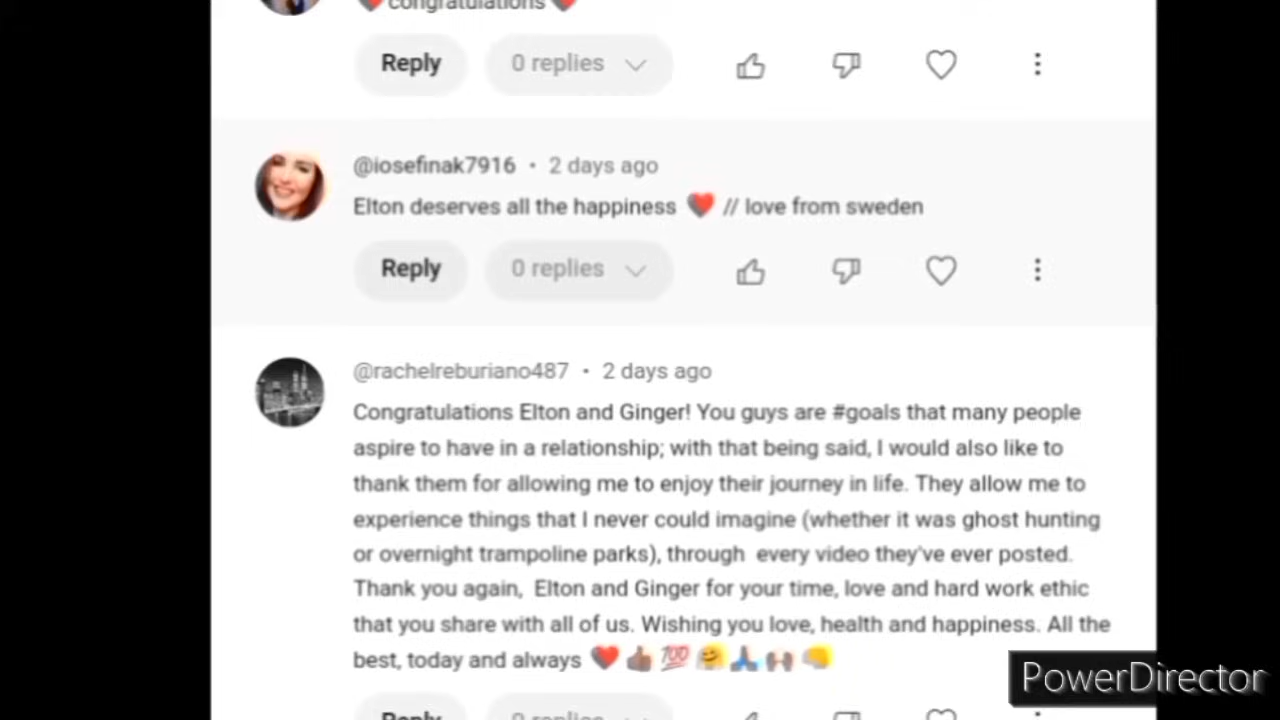 ❤️congratulations❤️
Reply 0 replies
@iosefinak7916 • 2 days ago
Elton deserves all the happiness ❤️ // love from sweden
Reply 0 replies
@rachelreburiano487 • 2 days ago
Congratulations Elton and Ginger! You guys are #goals that many people
aspire to have in a relationship; with that being said, I would also like to
thank them for allowing me to enjoy their journey in life. They allow me to
experience things that I never could imagine (whether it was ghost hunting
or overnight trampoline parks), through every video they've ever posted.
Thank you again, Elton and Ginger for your time, love and hard work ethic
that you share with all of us. Wishing you love, health and happiness. All the
best, today and always ❤️👍🏾💯🤗🙏🏾🙌🏼👊
Reply 0 replies
PowerDirector